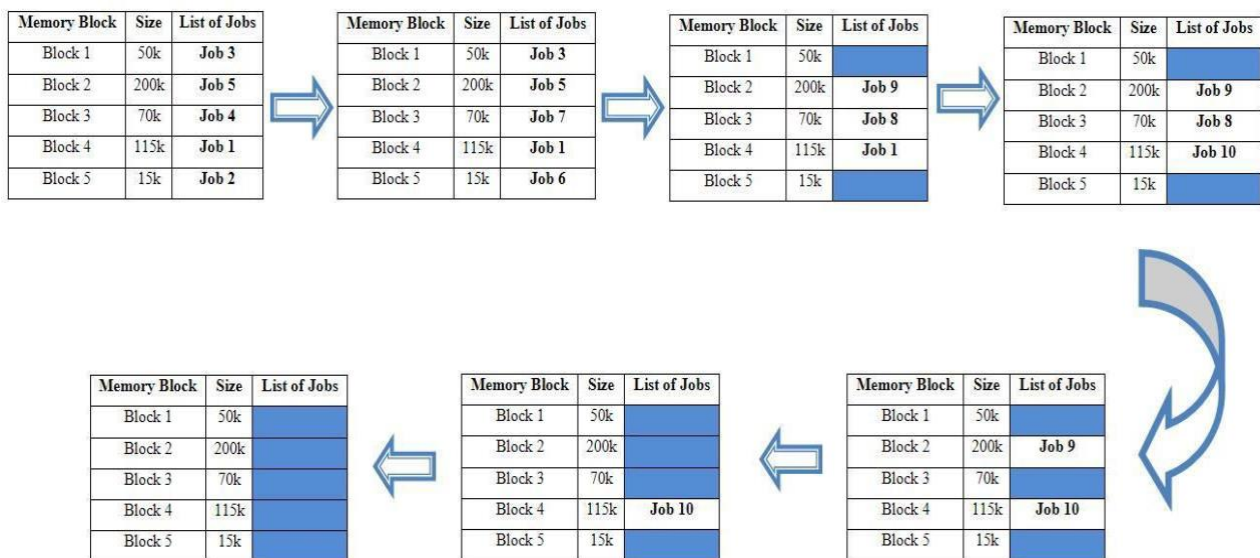 Memory Block Size List of Jobs
Block 1 50k Job 3
Block 2 200k Job 5
Block 3 70k Job 4
Block 4 115k Job 1
Block 5 15k Job 2
Memory Block Size List of Jobs
Block 1 50k Job 3
Block 2 200k Job 5
Block 3 70k Job 7
Block 4 115k Job 1
Block 5 15k Job 6
Memory Block Size List of Jobs
Block 1 50k
Block 2 200k Job 9
Block 3 70k Job 8
Block 4 115k Job 1
Block 5 15k
Memory Block Size List of Jobs
Block 1 50k
Block 2 200k Job 9
Block 3 70k Job 8
Block 4 115k Job 10
Block 5 15k
Memory Block Size List of Jobs
Block 1 50k
Block 2 200k Job 9
Block 3 70k
Block 4 115k Job 10
Block 5 15k
Memory Block Size List of Jobs
Block 1 50k
Block 2 200k
Block 3 70k
Block 4 115k Job 10
Block 5 15k
Memory Block Size List of Jobs
Block 1 50k
Block 2 200k
Block 3 70k
Block 4 115k
Block 5 15k